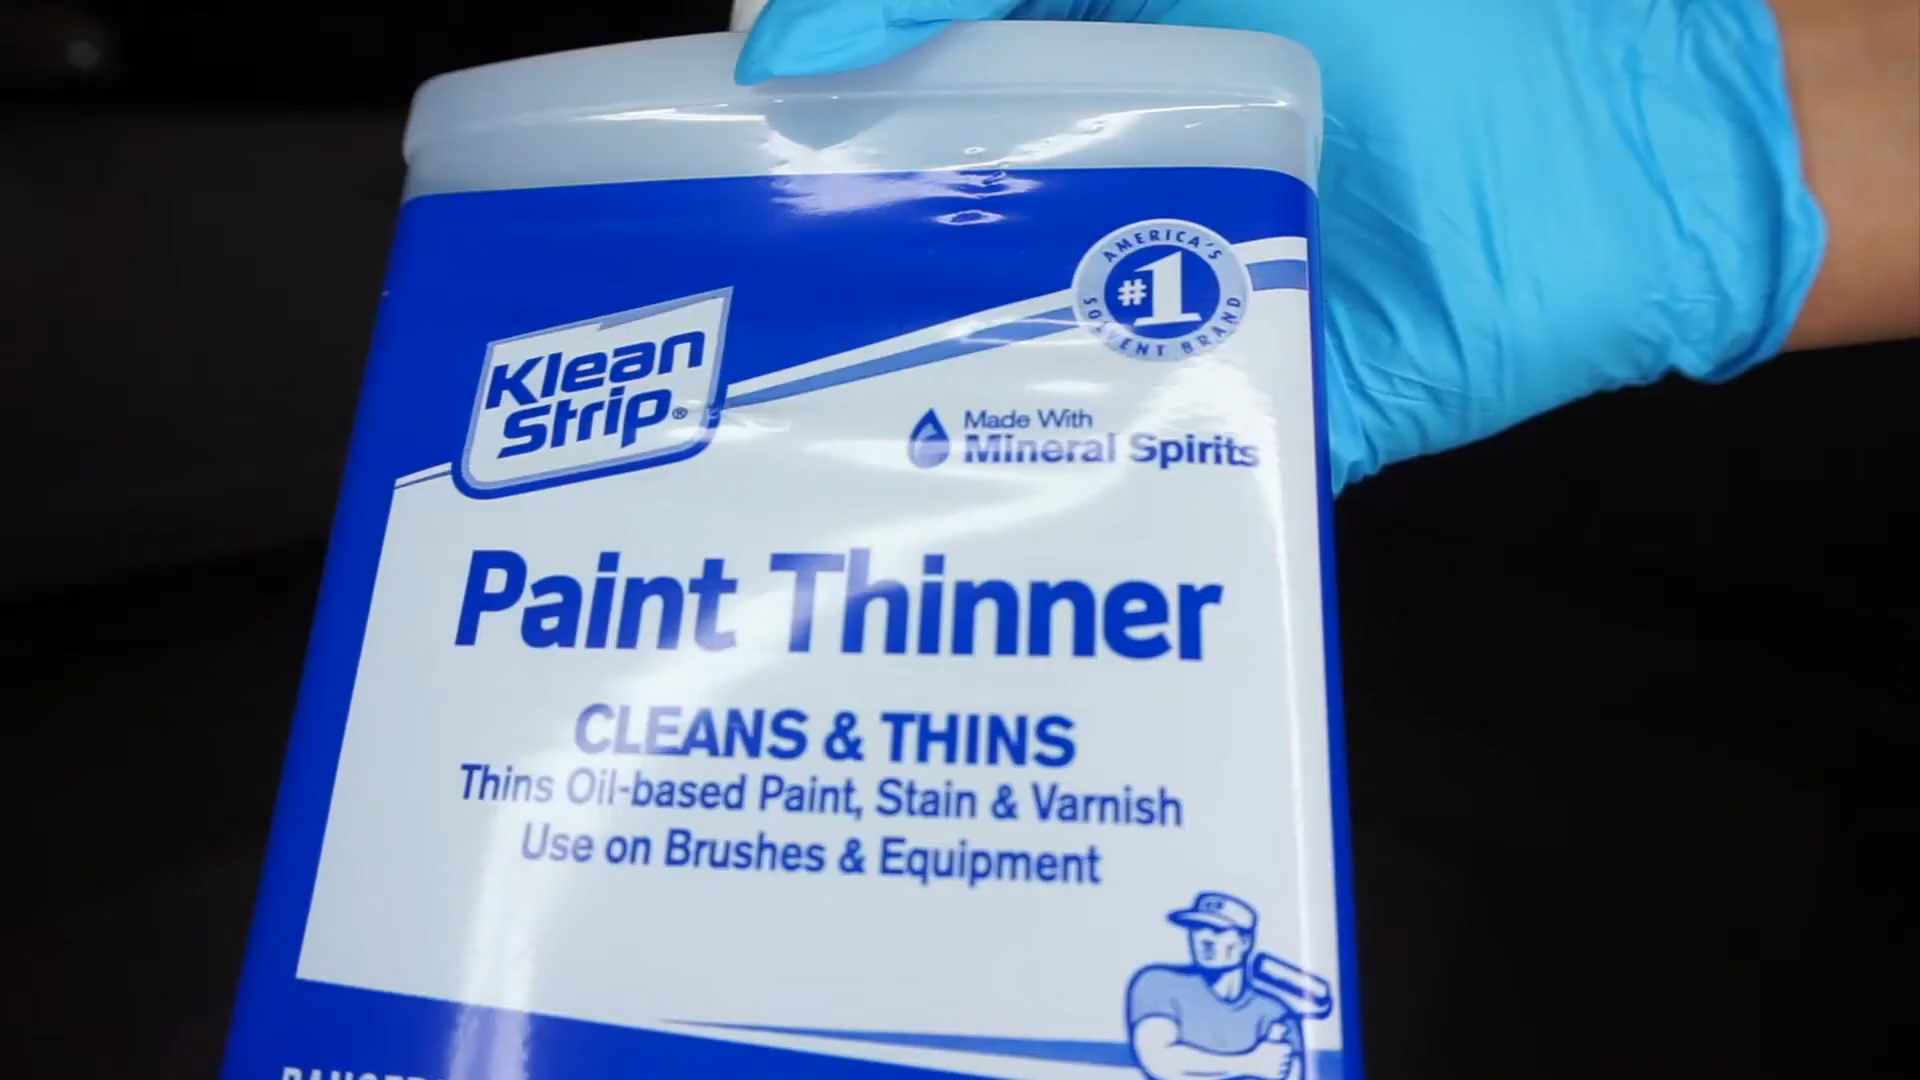 AMERICA'S
#1
SOLVENT BRAND
Klean
Strip®
Made With
Mineral Spirits
Paint Thinner
CLEANS & THINS
Thins Oil-based Paint, Stain & Varnish
Use on Brushes & Equipment